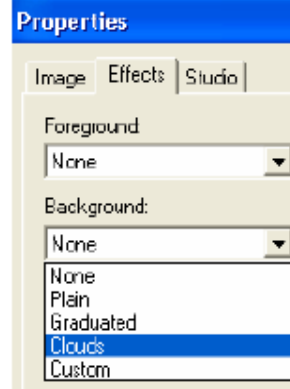 Properties
Image Effects Studio
Foreground
None
Background:
None
None
Plain
Graduated
Clouds
Custom